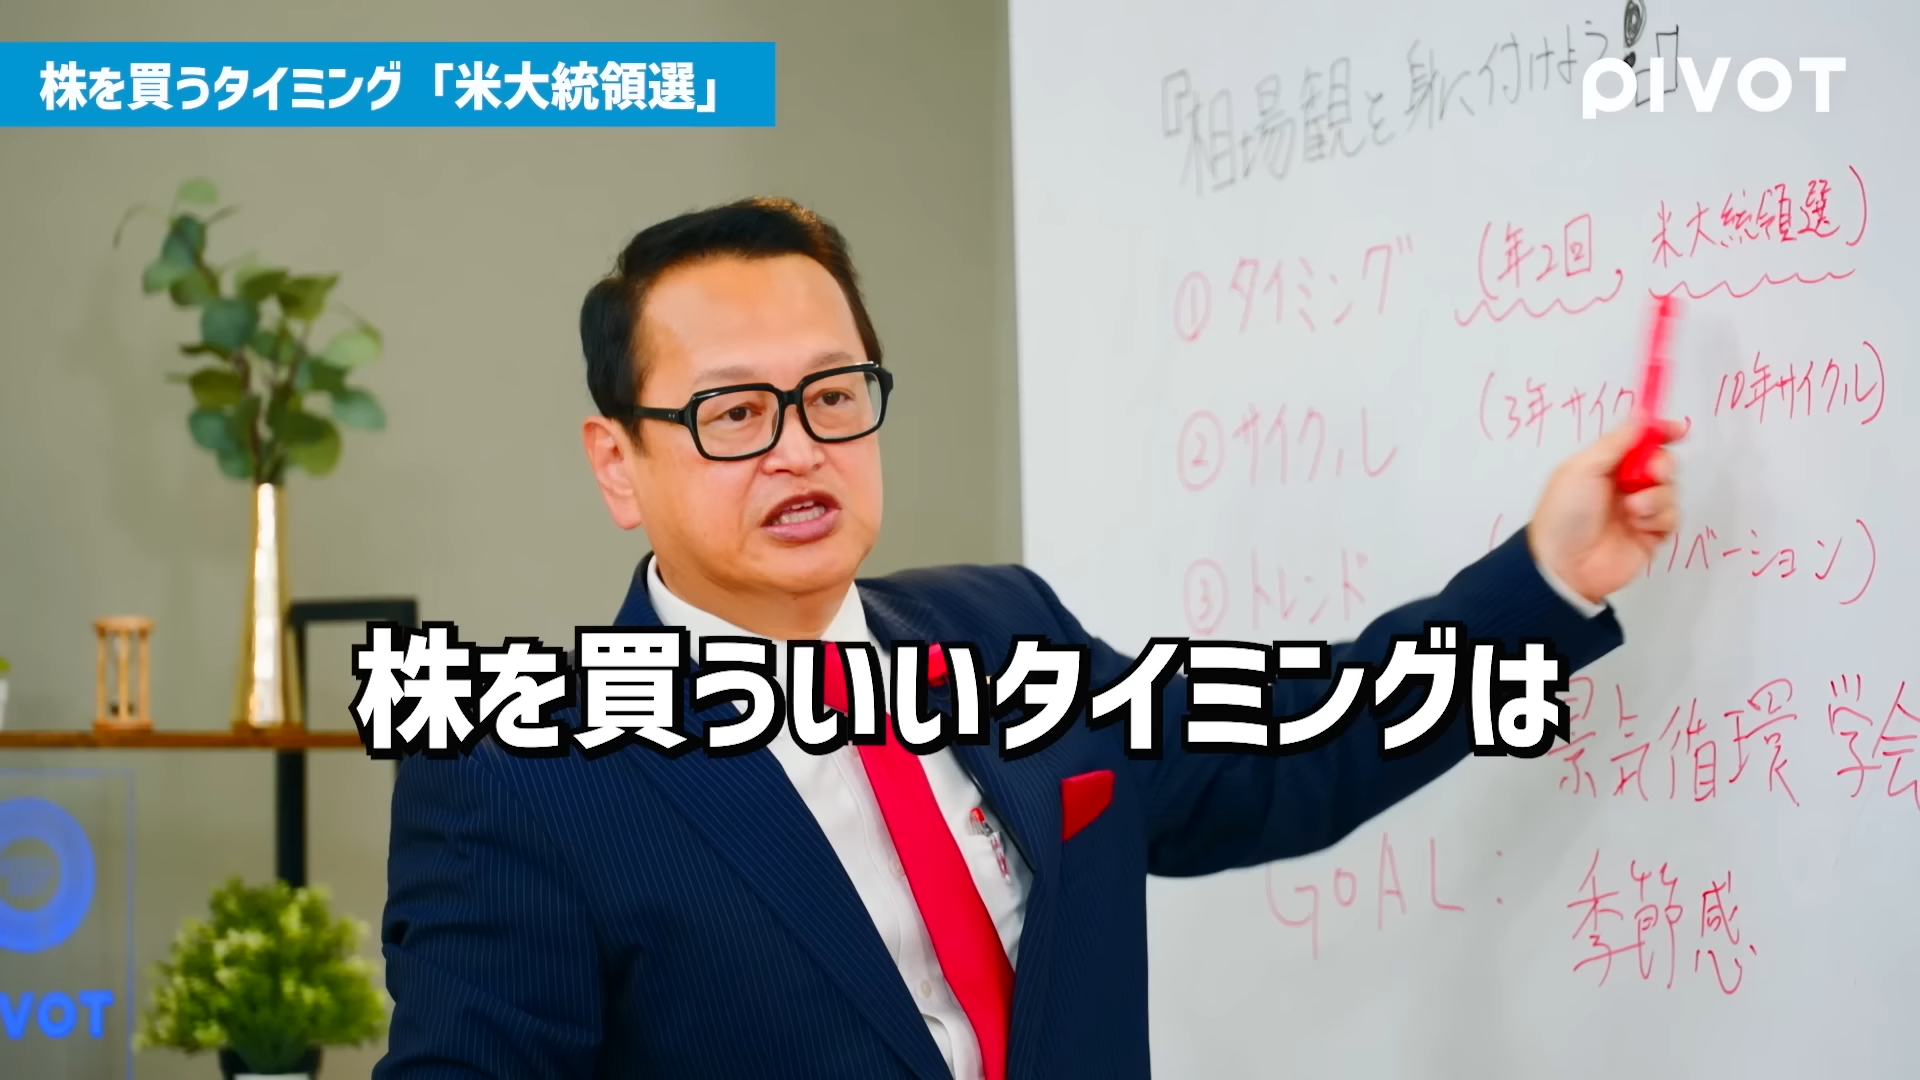 株を買うタイミング「米大統領選」
PIVOT
『相場観を身に付けよう!!』
①タイミング (年2回, 米大統領選)
②サイクル (3年サイク, 10年サイクル)
③トレンド ベーション)
株を買ういいタイミングは
景気循環学会
GOAL: 季節感
VOT